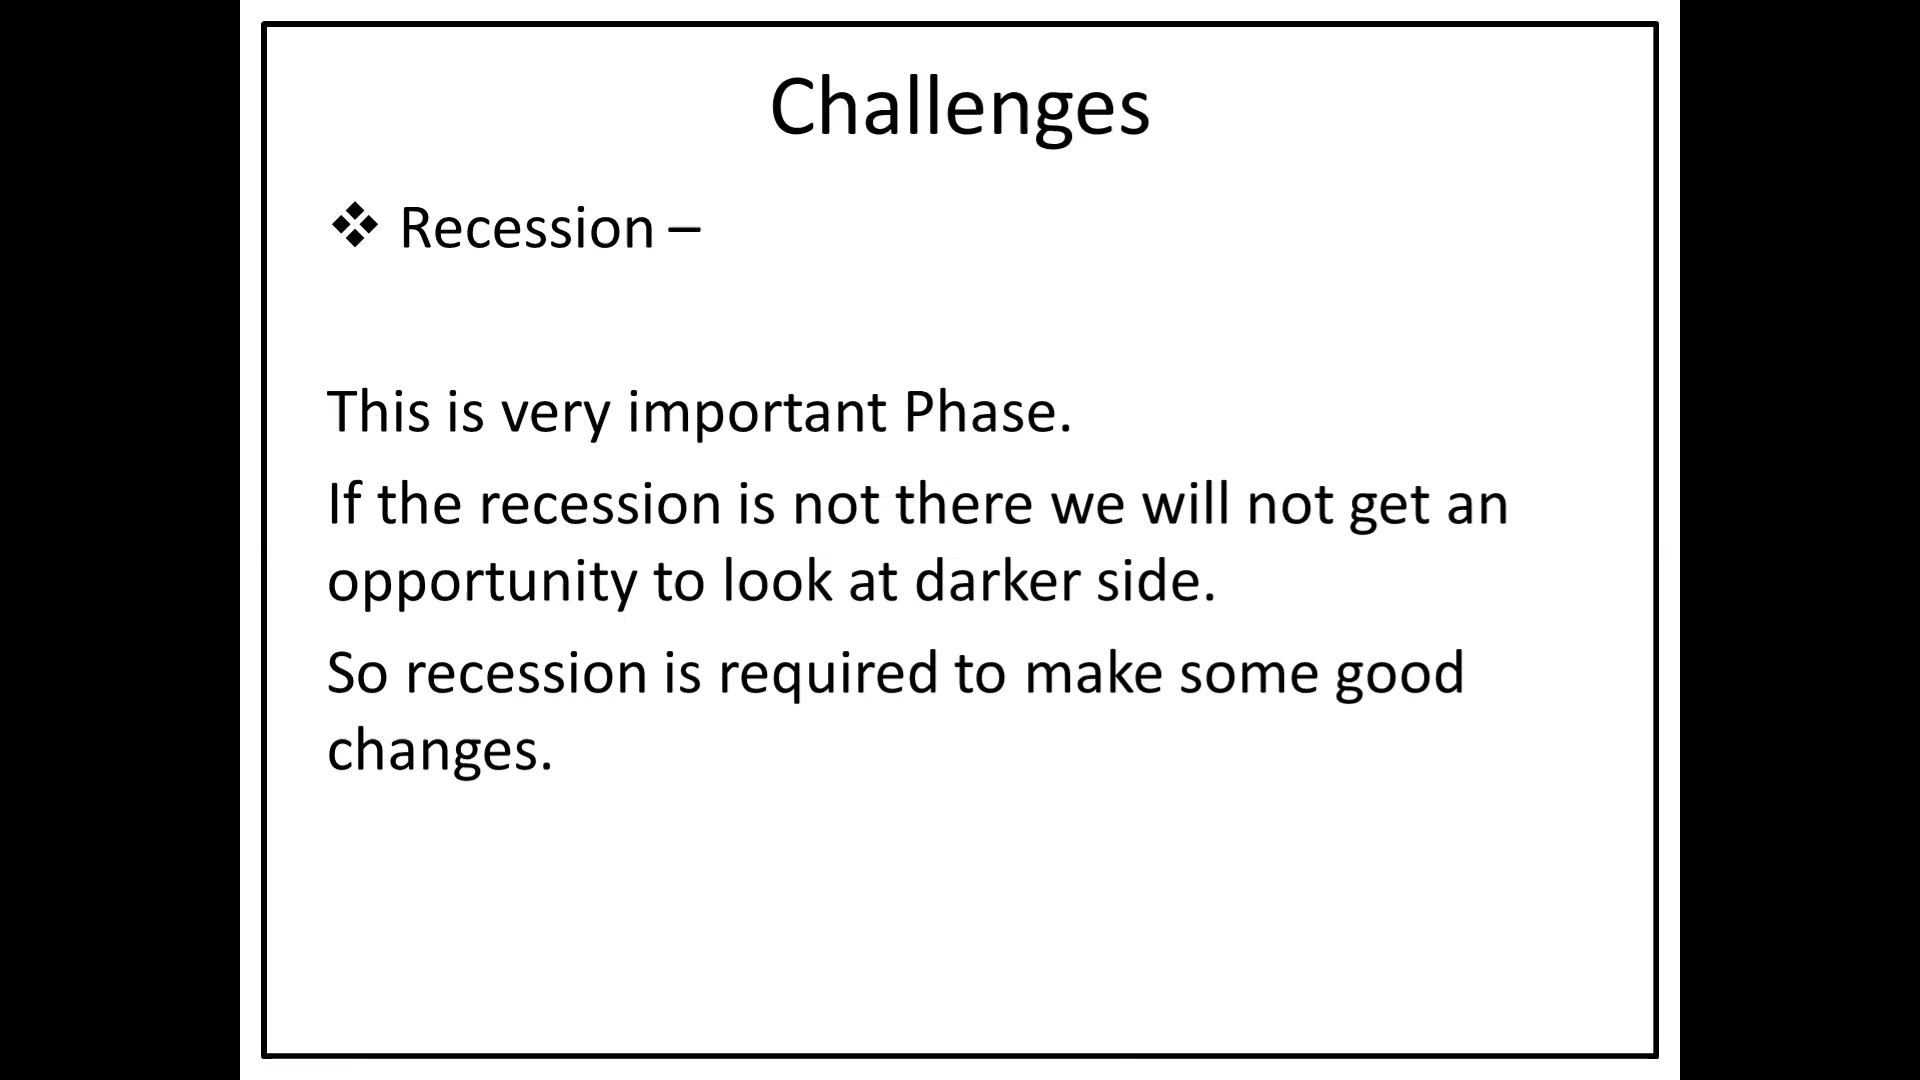 Challenges
❖ Recession –
This is very important Phase.
If the recession is not there we will not get an
opportunity to look at darker side.
So recession is required to make some good
changes.